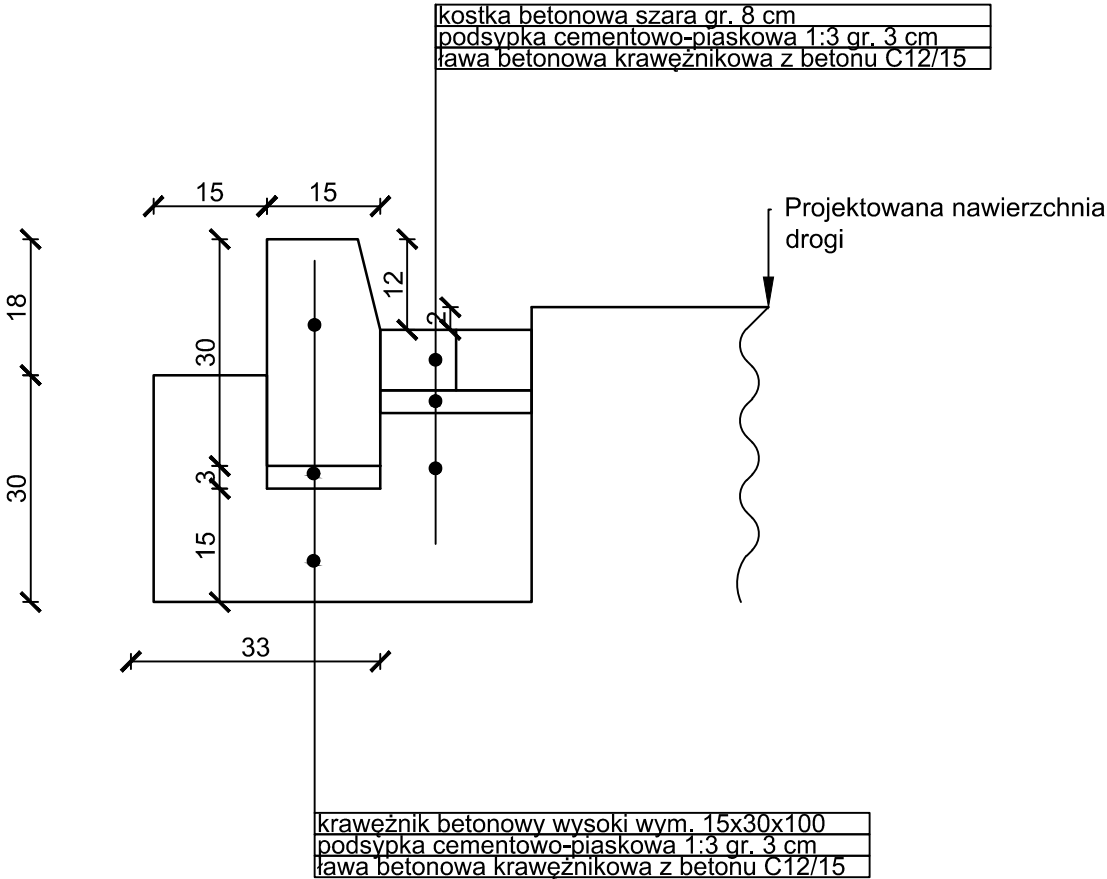 kostka betonowa szara gr. 8 cm
podsypka cementowo-piaskowa 1:3 gr. 3 cm
ława betonowa krawężnikowa z betonu C12/15
15
15
Projektowana nawierzchnia
drogi
18
12
2
30
3
30
15
33
krawężnik betonowy wysoki wym. 15x30x100
podsypka cementowo-piaskowa 1:3 gr. 3 cm
ława betonowa krawężnikowa z betonu C12/15